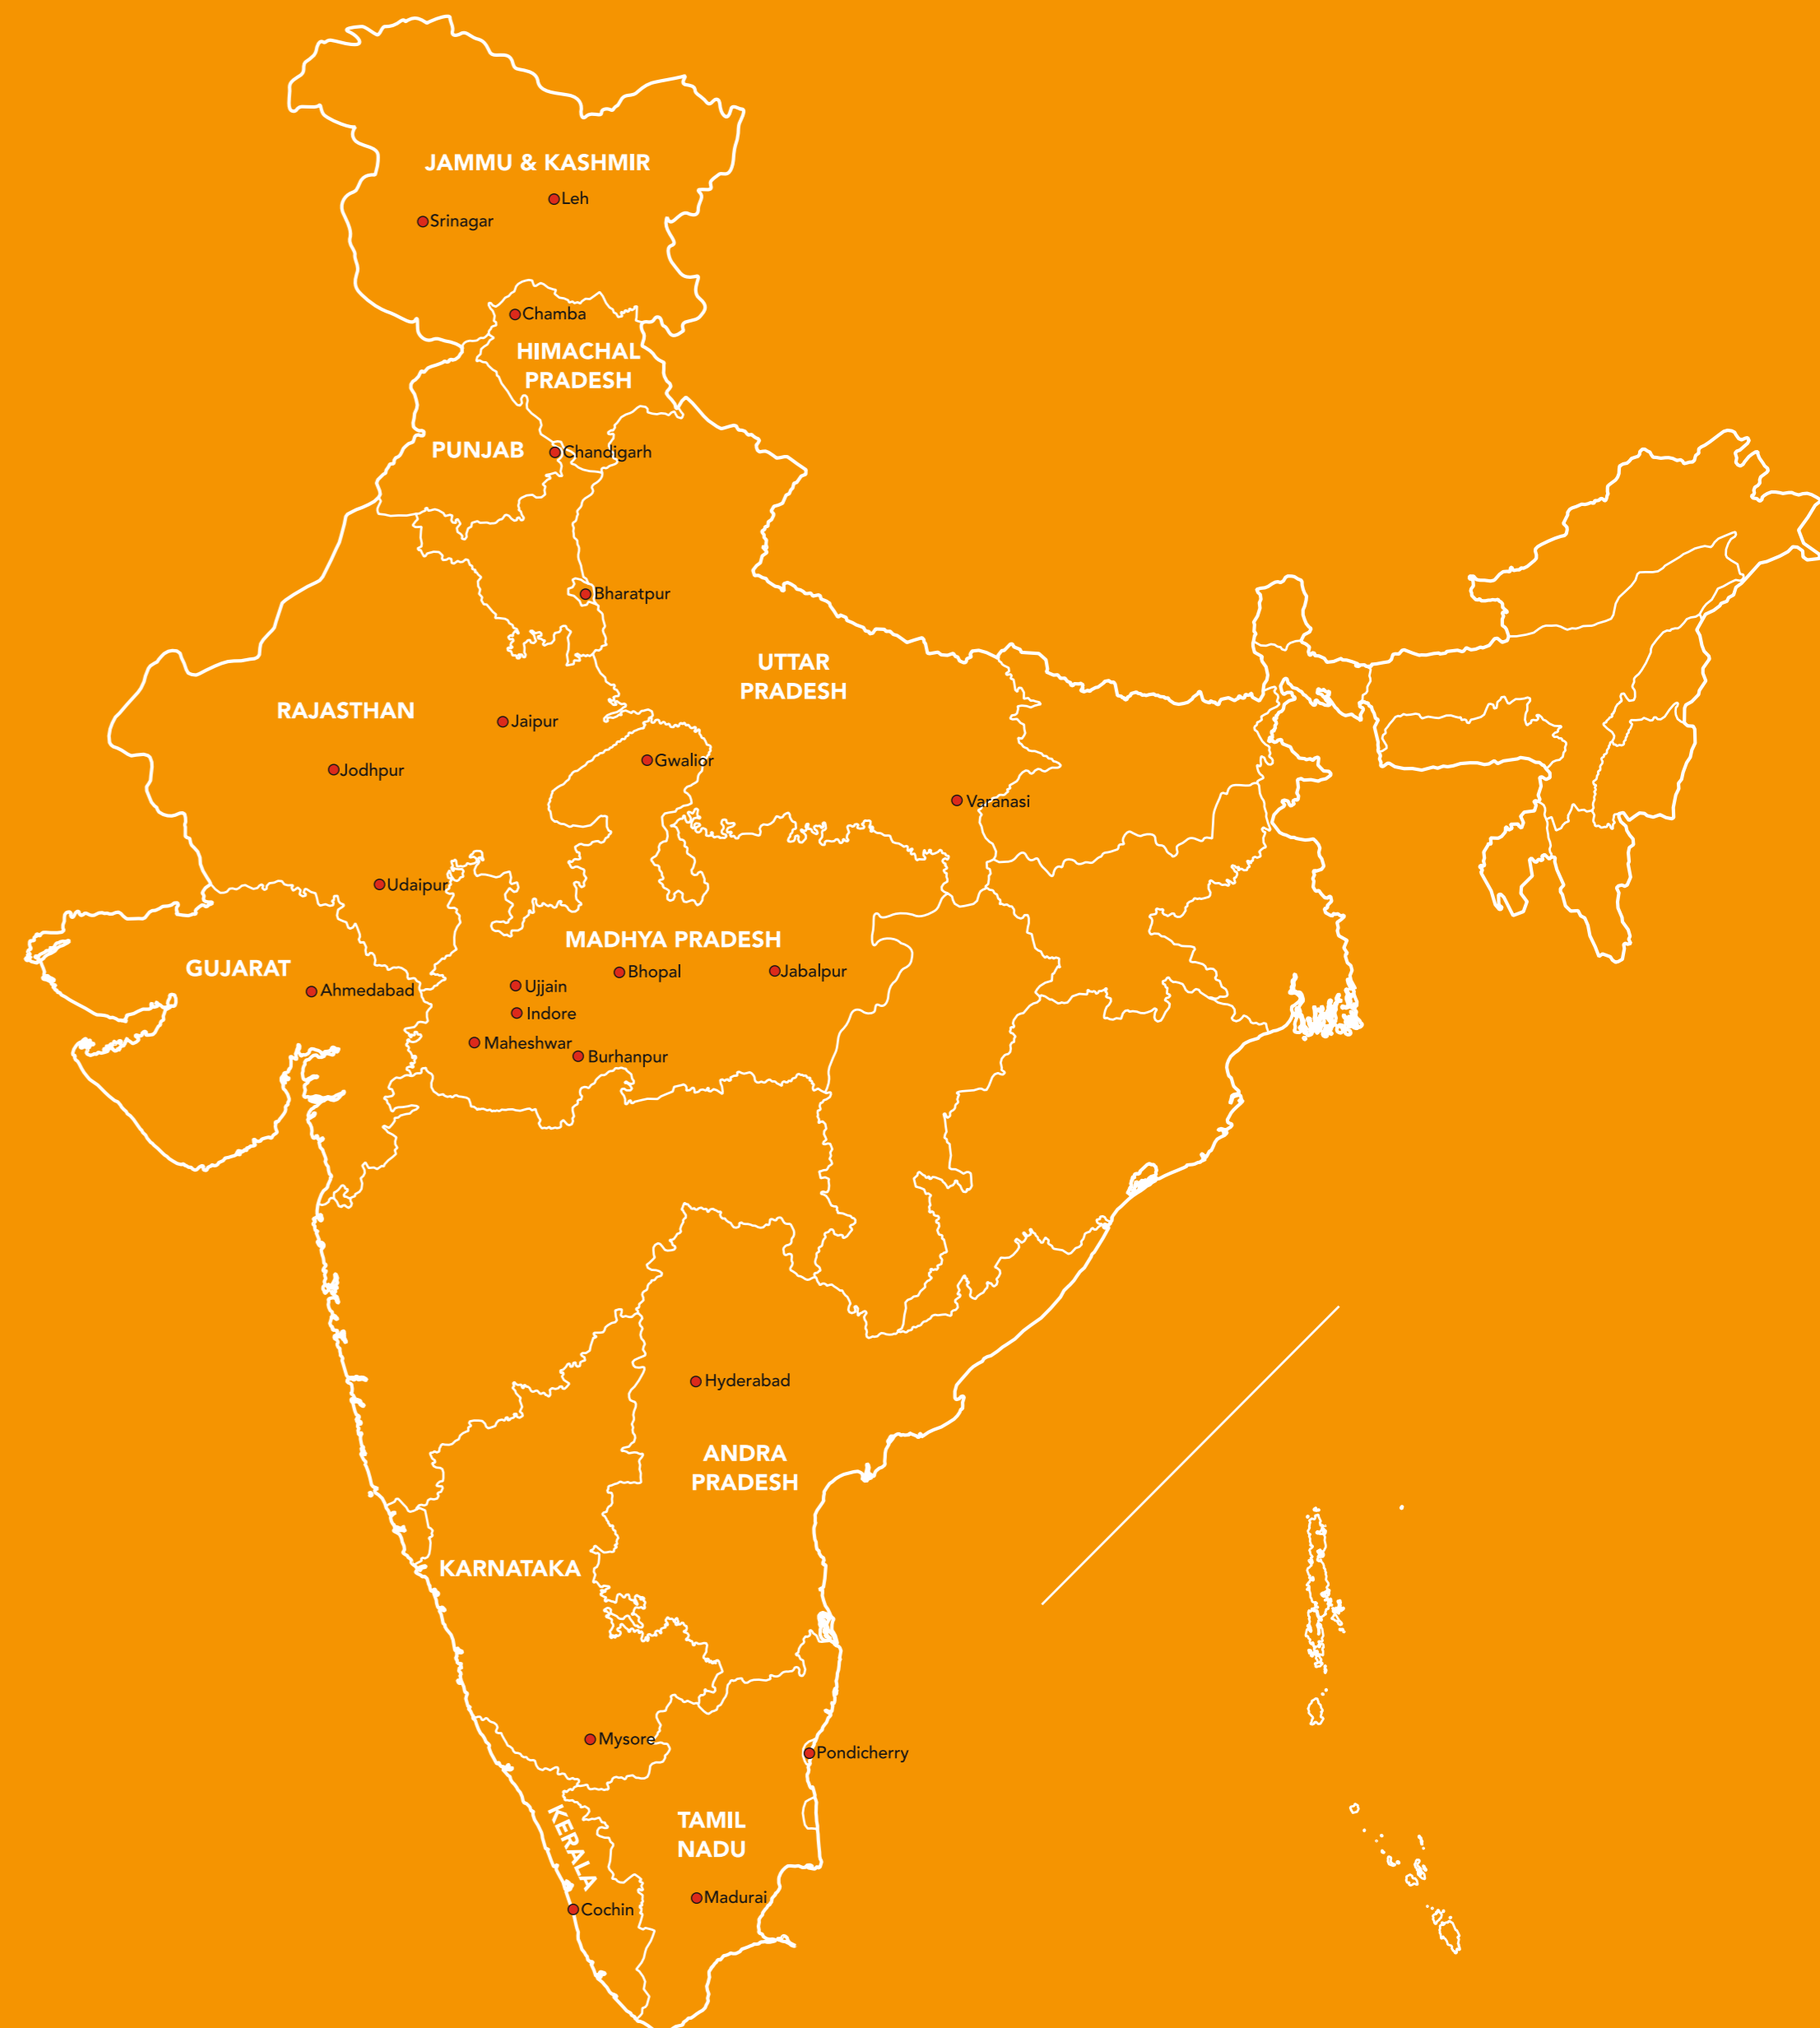 JAMMU & KASHMIR
Leh
Srinagar
Chamba
HIMACHAL
PRADESH
PUNJAB
Chandigarh
Bharatpur
UTTAR
PRADESH
RAJASTHAN
Jaipur
Gwalior
Jodhpur
Varanasi
Udaipur
MADHYA PRADESH
GUJARAT
Bhopal
Jabalpur
Ujjain
Ahmedabad
Indore
Maheshwar
Burhanpur
Hyderabad
ANDRA
PRADESH
KARNATAKA
Mysore
Pondicherry
KERALA
TAMIL
NADU
Madurai
Cochin